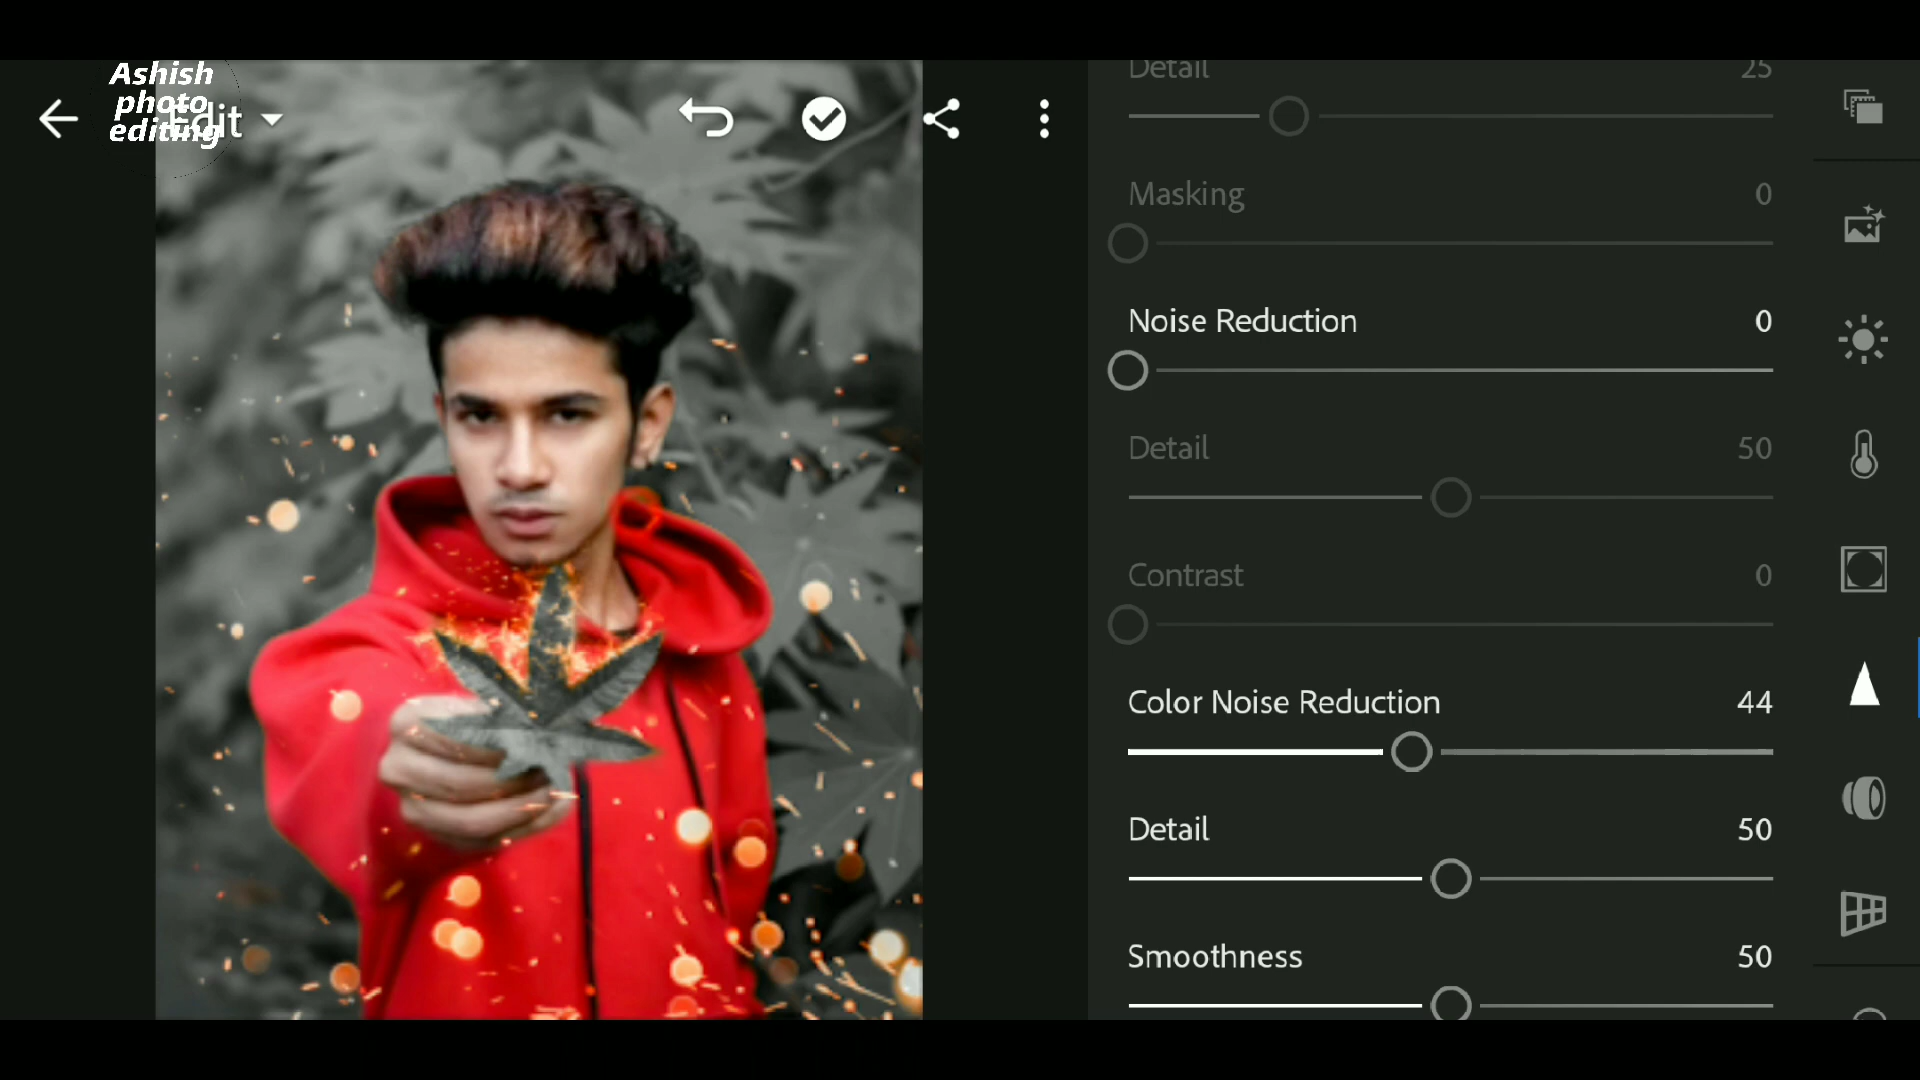 Ashish
photo
editing
Edit
Detail 25
Masking 0
Noise Reduction 0
Detail 50
Contrast 0
Color Noise Reduction 44
Detail 50
Smoothness 50